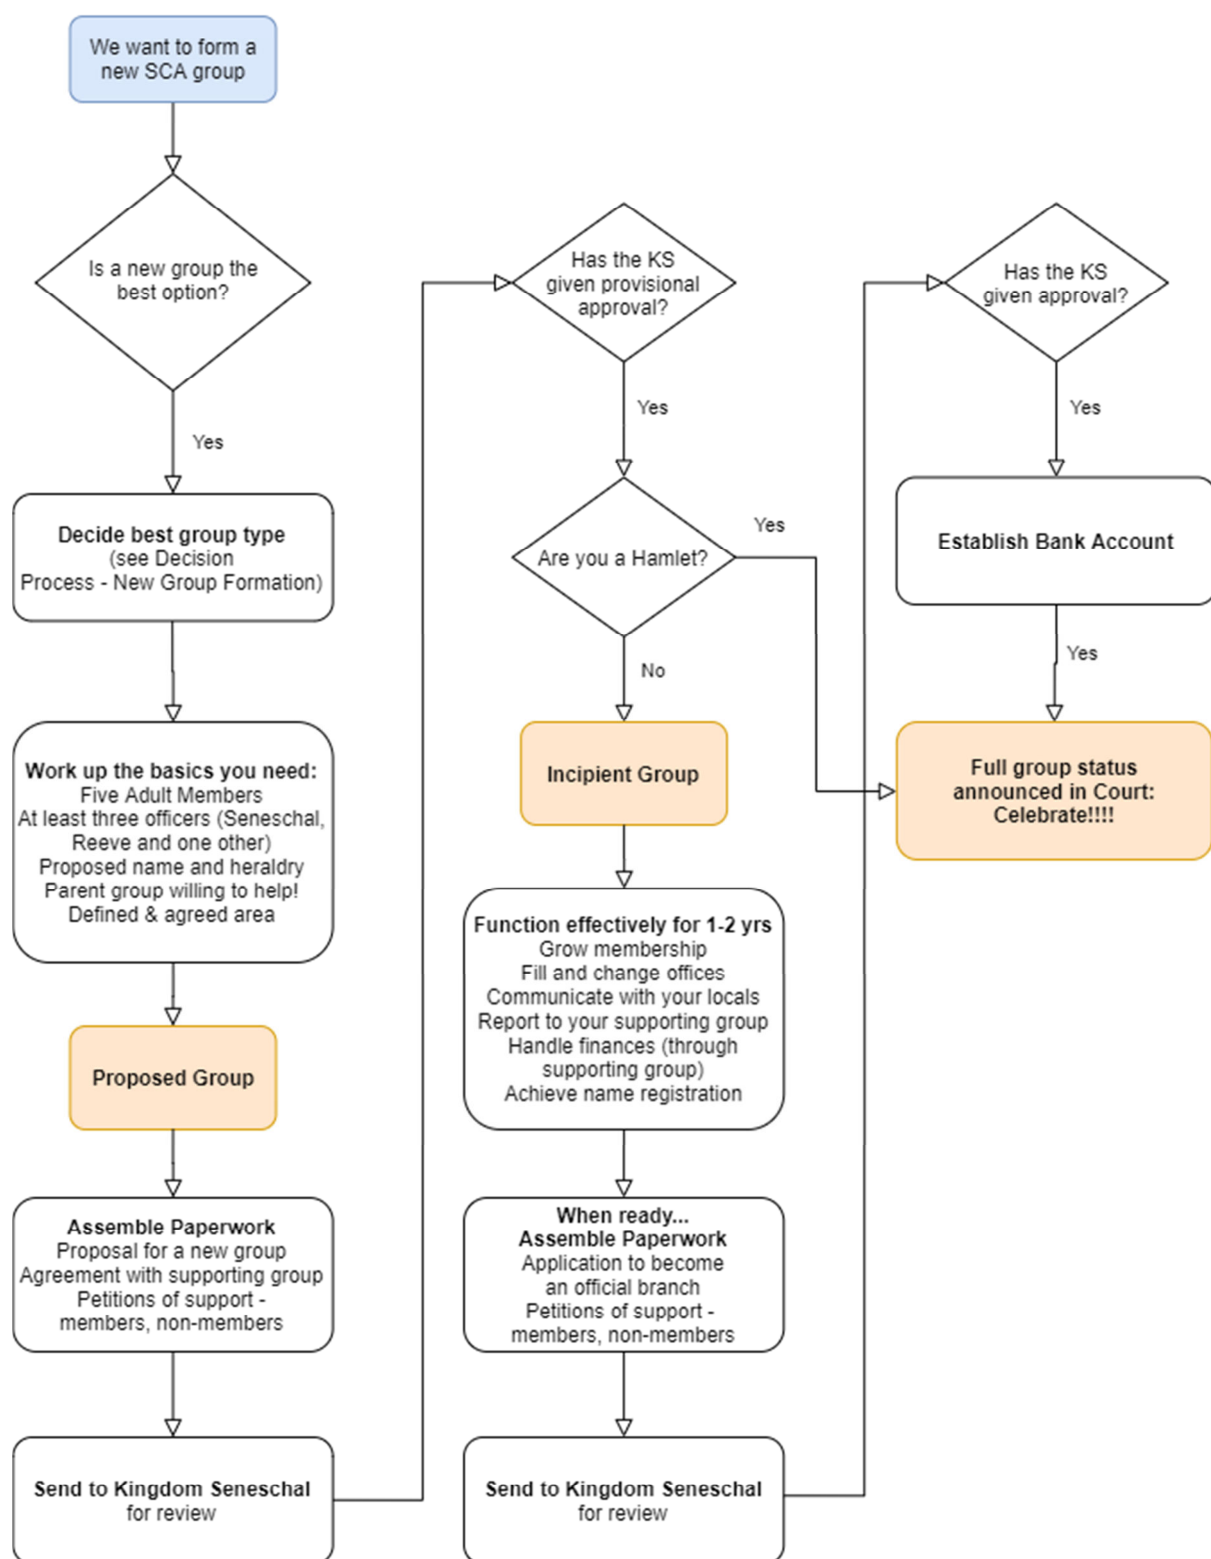 We want to form a
new SCA group
Is a new group the
best option?
Yes
Decide best group type
(see Decision
Process - New Group Formation)
Work up the basics you need:
Five Adult Members
At least three officers (Seneschal,
Reeve and one other)
Proposed name and heraldry
Parent group willing to help!
Defined & agreed area
Proposed Group
Assemble Paperwork
Proposal for a new group
Agreement with supporting group
Petitions of support -
members, non-members
Send to Kingdom Seneschal
for review
Has the KS
given provisional
approval?
Yes
Are you a Hamlet?
Yes
No
Incipient Group
Function effectively for 1-2 yrs
Grow membership
Fill and change offices
Communicate with your locals
Report to your supporting group
Handle finances (through
supporting group)
Achieve name registration
When ready...
Assemble Paperwork
Application to become
an official branch
Petitions of support -
members, non-members
Send to Kingdom Seneschal
for review
Has the KS
given approval?
Yes
Establish Bank Account
Yes
Full group status
announced in Court:
Celebrate!!!!